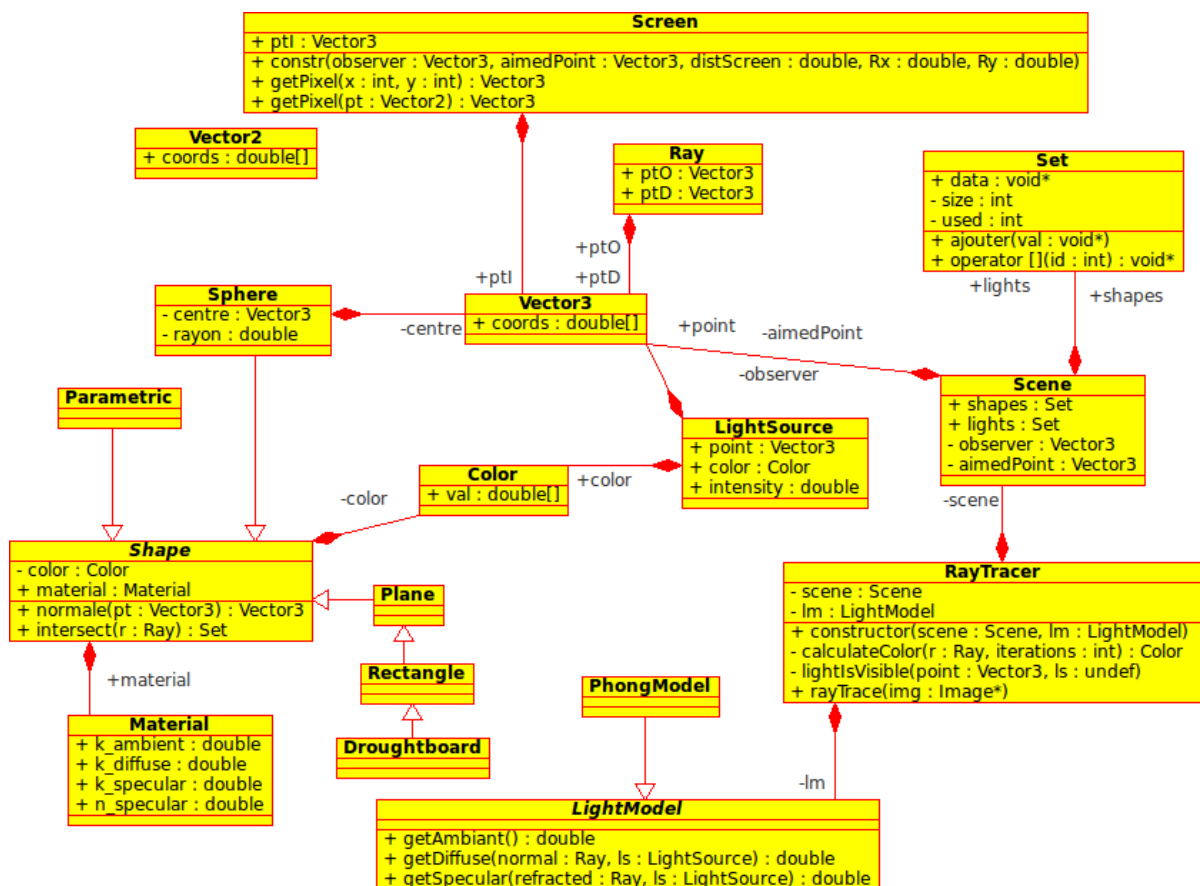 Screen
+ ptI : Vector3
+ constr(observer : Vector3, aimedPoint : Vector3, distScreen : double, Rx : double, Ry : double)
+ getPixel(x : int, y : int) : Vector3
+ getPixel(pt : Vector2) : Vector3
Vector2
+ coords : double[]
Ray
+ ptO : Vector3
+ ptD : Vector3
Set
+ data : void*
- size : int
- used : int
+ ajouter(val : void*)
+ operator [](id : int) : void*
+ptO
+ptI
+ptD
+lights
+shapes
Sphere
- centre : Vector3
- rayon : double
-centre
Vector3
+ coords : double[]
+point
-aimedPoint
-observer
Scene
+ shapes : Set
+ lights : Set
- observer : Vector3
- aimedPoint : Vector3
Parametric
LightSource
+ point : Vector3
+ color : Color
+ intensity : double
Color
+ val : double[]
+color
-color
-scene
Shape
- color : Color
+ material : Material
+ normale(pt : Vector3) : Vector3
+ intersect(r : Ray) : Set
Plane
Rectangle
Droughtboard
RayTracer
- scene : Scene
- lm : LightModel
+ constructor(scene : Scene, lm : LightModel)
- calculateColor(r : Ray, iterations : int) : Color
- lightIsVisible(point : Vector3, ls : undef)
+ rayTrace(img : Image*)
+material
Material
+ k_ambient : double
+ k_diffuse : double
+ k_specular : double
+ n_specular : double
PhongModel
-lm
LightModel
+ getAmbiant() : double
+ getDiffuse(normal : Ray, ls : LightSource) : double
+ getSpecular(refracted : Ray, ls : LightSource) : double